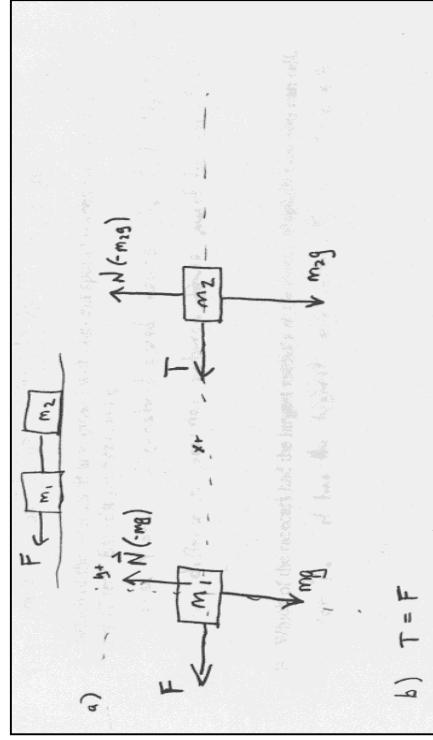 F
m₁ m₂
a)
y+
N⃗ (-mg) N (-m₂g)
F m₁ x+ T m₂
mg m₂g
b) T = F